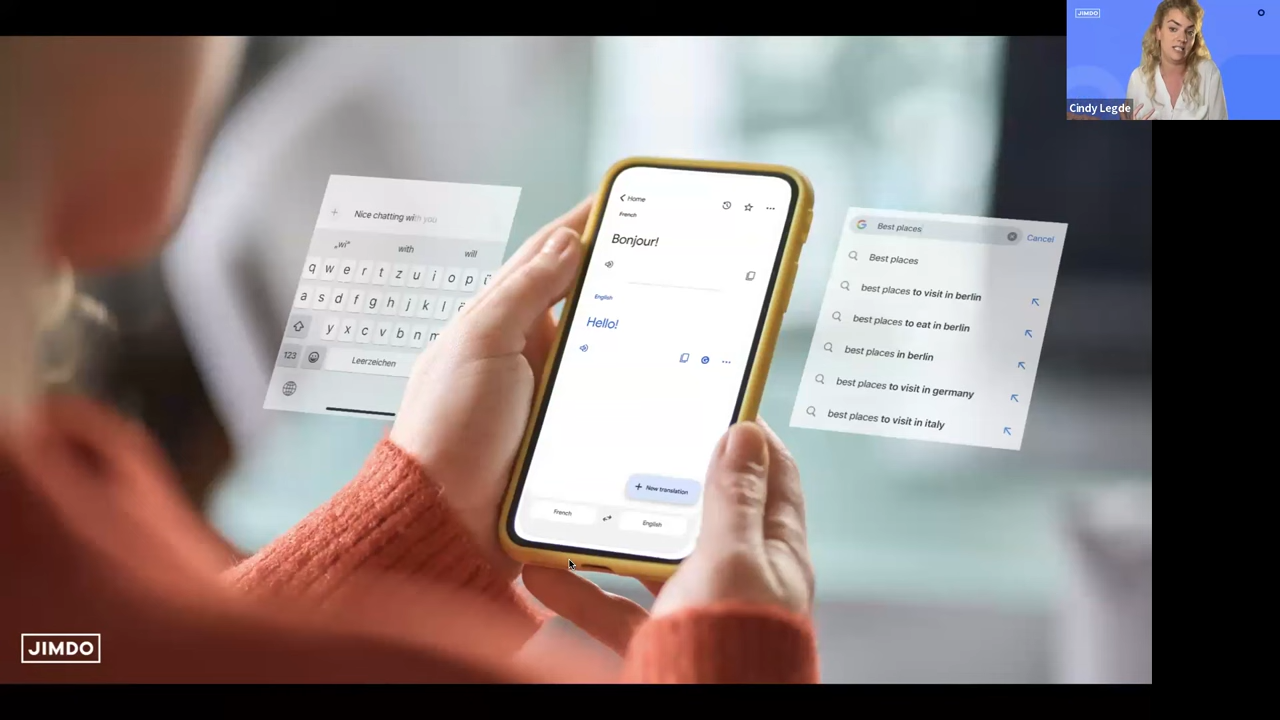 JIMDO
Cindy Legde
Nice chatting with you
„wi“ with will
q w e r t z u i o p ü
a s d f g h j k l ö
y x c v b n m
123 Leerzeichen
Home
French
Bonjour!
English
Hello!
New translation
French English
Best places Cancel
Best places
best places to visit in berlin
best places to eat in berlin
best places in berlin
best places to visit in germany
best places to visit in italy
JIMDO